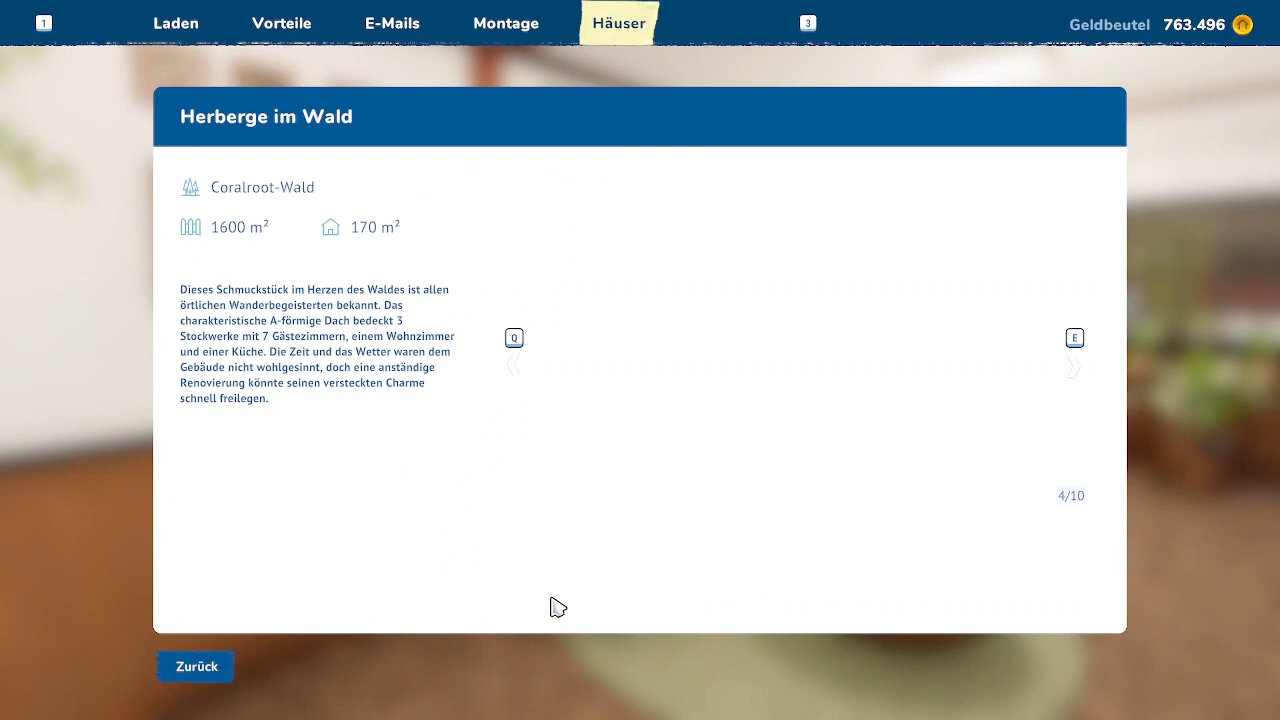 1 Laden Vorteile E-Mails Montage Häuser 3 Geldbeutel 763.496
Herberge im Wald
Coralroot-Wald
1600 m² 170 m²
Dieses Schmuckstück im Herzen des Waldes ist allen
örtlichen Wanderbegeisterten bekannt. Das
charakteristische A-förmige Dach bedeckt 3
Stockwerke mit 7 Gästezimmern, einem Wohnzimmer
und einer Küche. Die Zeit und das Wetter waren dem
Gebäude nicht wohlgesinnt, doch eine anständige
Renovierung könnte seinen versteckten Charme
schnell freilegen.
Q E
4/10
Zurück